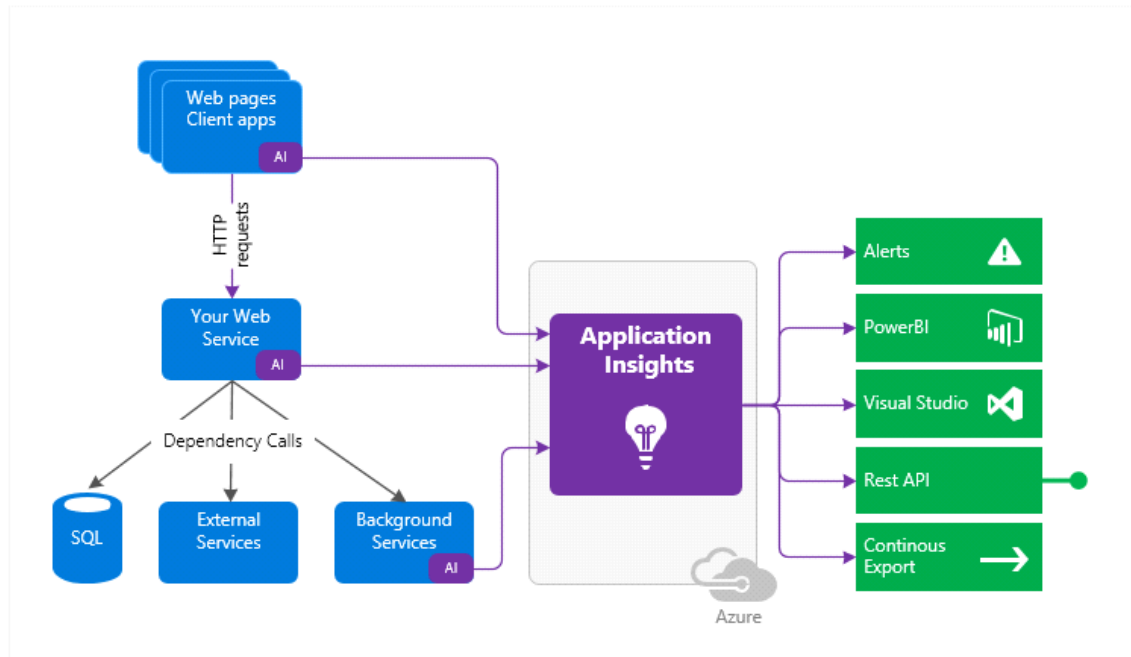 Web pages
Client apps
AI
HTTP
requests
Your Web
Service
AI
Dependency Calls
SQL
External
Services
Background
Services
AI
Application
Insights
Azure
Alerts
PowerBI
Visual Studio
Rest API
Continous
Export